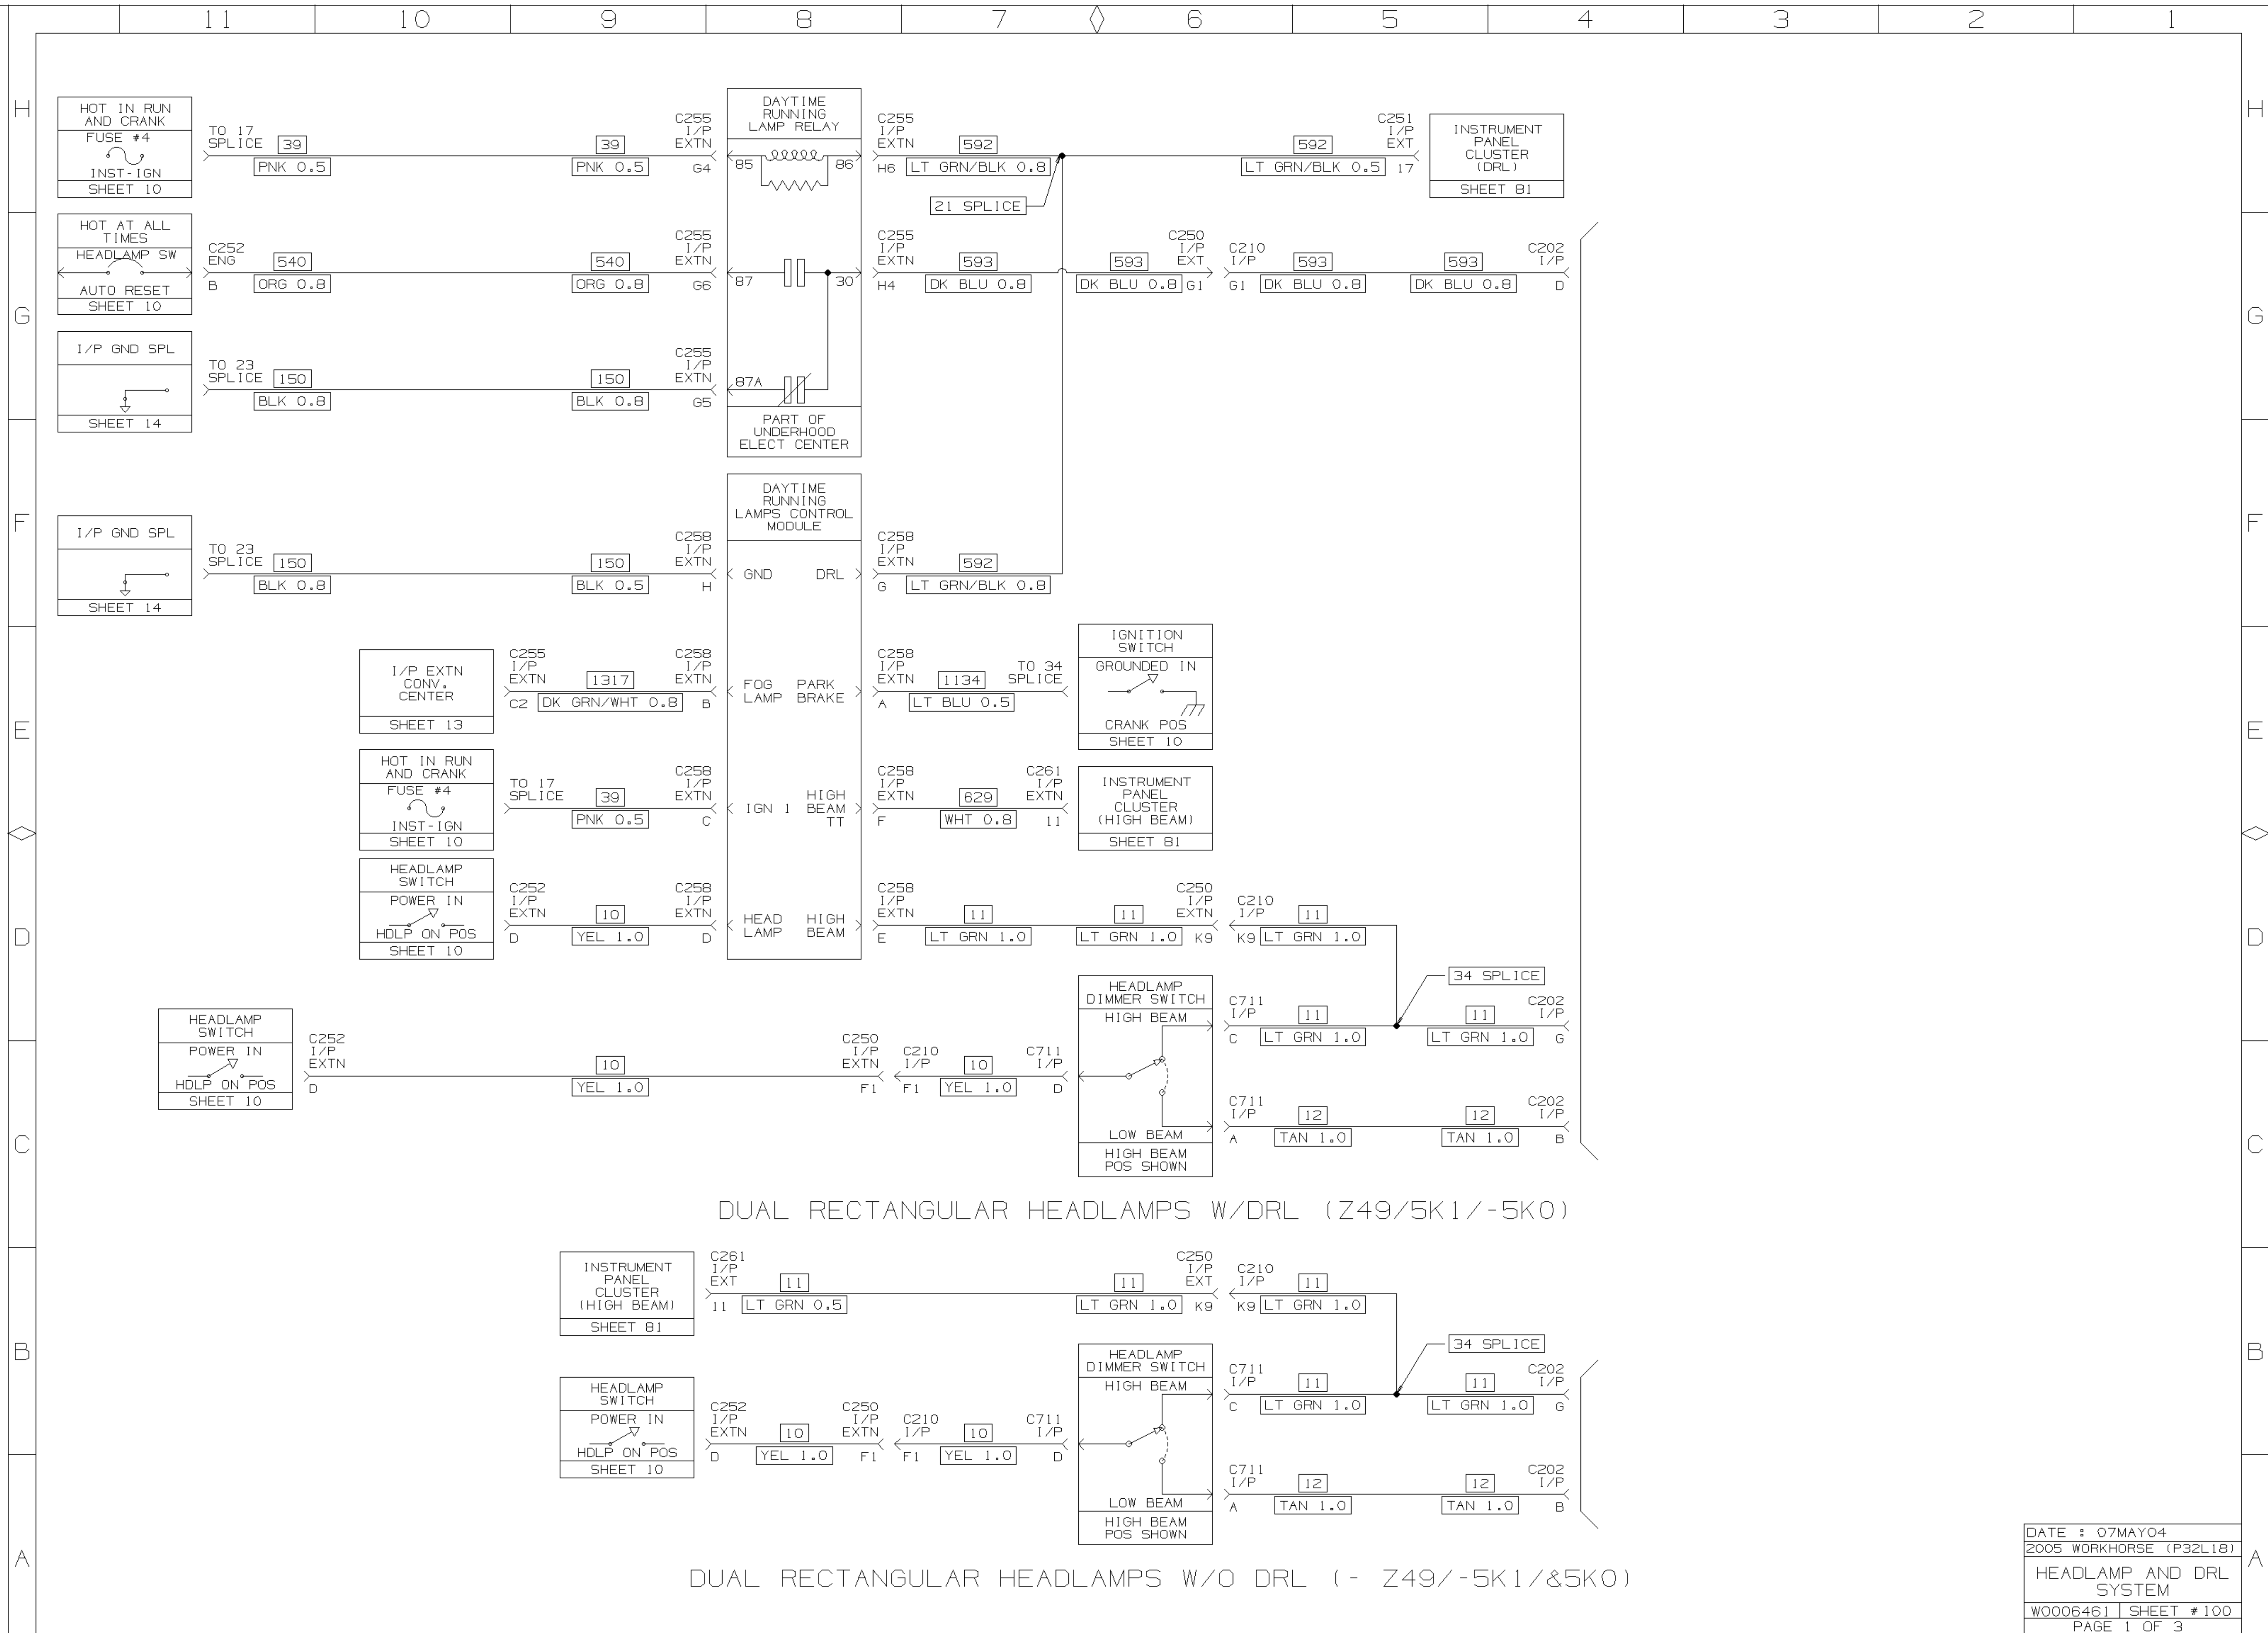 11 10 9 8 7 6 5 4 3 2 1
H
H
HOT IN RUN
AND CRANK
FUSE #4
INST-IGN
SHEET 10
TO 17
SPLICE
39
PNK 0.5
39
PNK 0.5
C255
I/P
EXTN
G4
DAYTIME
RUNNING
LAMP RELAY
85
86
C255
I/P
EXTN
H6
592
LT GRN/BLK 0.8
21 SPLICE
592
LT GRN/BLK 0.5
C251
I/P
EXT
17
INSTRUMENT
PANEL
CLUSTER
(DRL)
SHEET 81
HOT AT ALL
TIMES
HEADLAMP SW
AUTO RESET
SHEET 10
C252
ENG
B
540
ORG 0.8
540
ORG 0.8
C255
I/P
EXTN
G6
87
30
C255
I/P
EXTN
H4
593
DK BLU 0.8
593
DK BLU 0.8
C250
I/P
EXT
G1
C210
I/P
G1
593
DK BLU 0.8
593
DK BLU 0.8
C202
I/P
D
G
G
I/P GND SPL
SHEET 14
TO 23
SPLICE
150
BLK 0.8
150
BLK 0.8
C255
I/P
EXTN
G5
87A
PART OF
UNDERHOOD
ELECT CENTER
F
F
I/P GND SPL
SHEET 14
TO 23
SPLICE
150
BLK 0.8
150
BLK 0.5
C258
I/P
EXTN
H
DAYTIME
RUNNING
LAMPS CONTROL
MODULE
GND DRL
C258
I/P
EXTN
G
592
LT GRN/BLK 0.8
E
E
I/P EXTN
CONV.
CENTER
SHEET 13
C255
I/P
EXTN
C2
1317
DK GRN/WHT 0.8
C258
I/P
EXTN
B
FOG PARK
LAMP BRAKE
C258
I/P
EXTN
A
1134
LT BLU 0.5
TO 34
SPLICE
IGNITION
SWITCH
GROUNDED IN
CRANK POS
SHEET 10
HOT IN RUN
AND CRANK
FUSE #4
INST-IGN
SHEET 10
TO 17
SPLICE
39
PNK 0.5
C258
I/P
EXTN
C
IGN 1
HIGH
BEAM
TT
C258
I/P
EXTN
F
629
WHT 0.8
C261
I/P
EXTN
11
INSTRUMENT
PANEL
CLUSTER
(HIGH BEAM)
SHEET 81
D
D
HEADLAMP
SWITCH
POWER IN
HDLP ON POS
SHEET 10
C252
I/P
EXTN
D
10
YEL 1.0
C258
I/P
EXTN
D
HEAD HIGH
LAMP BEAM
C258
I/P
EXTN
E
11
LT GRN 1.0
11
LT GRN 1.0
C250
I/P
EXTN
K9
C210
I/P
K9
11
LT GRN 1.0
34 SPLICE
HEADLAMP
SWITCH
POWER IN
HDLP ON POS
SHEET 10
C252
I/P
EXTN
D
10
YEL 1.0
C250
I/P
EXTN
F1
C210
I/P
F1
10
YEL 1.0
C711
I/P
D
HEADLAMP
DIMMER SWITCH
HIGH BEAM
LOW BEAM
HIGH BEAM
POS SHOWN
C711
I/P
C
11
LT GRN 1.0
11
LT GRN 1.0
C202
I/P
G
C711
I/P
A
12
TAN 1.0
12
TAN 1.0
C202
I/P
B
C
C
DUAL RECTANGULAR HEADLAMPS W/DRL (Z49/5K1/-5K0)
B
B
INSTRUMENT
PANEL
CLUSTER
(HIGH BEAM)
SHEET 81
C261
I/P
EXT
11
11
LT GRN 0.5
11
LT GRN 1.0
C250
I/P
EXT
K9
C210
I/P
K9
11
LT GRN 1.0
34 SPLICE
HEADLAMP
SWITCH
POWER IN
HDLP ON POS
SHEET 10
C252
I/P
EXTN
D
10
YEL 1.0
C250
I/P
EXTN
F1
C210
I/P
F1
10
YEL 1.0
C711
I/P
D
HEADLAMP
DIMMER SWITCH
HIGH BEAM
LOW BEAM
HIGH BEAM
POS SHOWN
C711
I/P
C
11
LT GRN 1.0
11
LT GRN 1.0
C202
I/P
G
C711
I/P
A
12
TAN 1.0
12
TAN 1.0
C202
I/P
B
A
A
DUAL RECTANGULAR HEADLAMPS W/O DRL (- Z49/-5K1/&5K0)
DATE : 07MAY04
2005 WORKHORSE (P32L18)
HEADLAMP AND DRL
SYSTEM
W0006461 SHEET #100
PAGE 1 OF 3